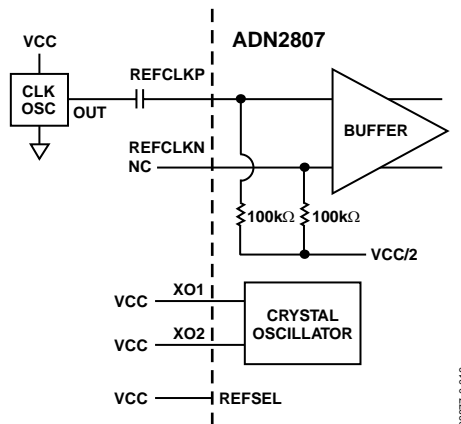 ADN2807
VCC
REFCLKP
CLK
OSC
OUT
BUFFER
REFCLKN
NC
100kΩ
100kΩ
VCC/2
VCC
XO1
CRYSTAL
OSCILLATOR
VCC
XO2
VCC
REFSEL